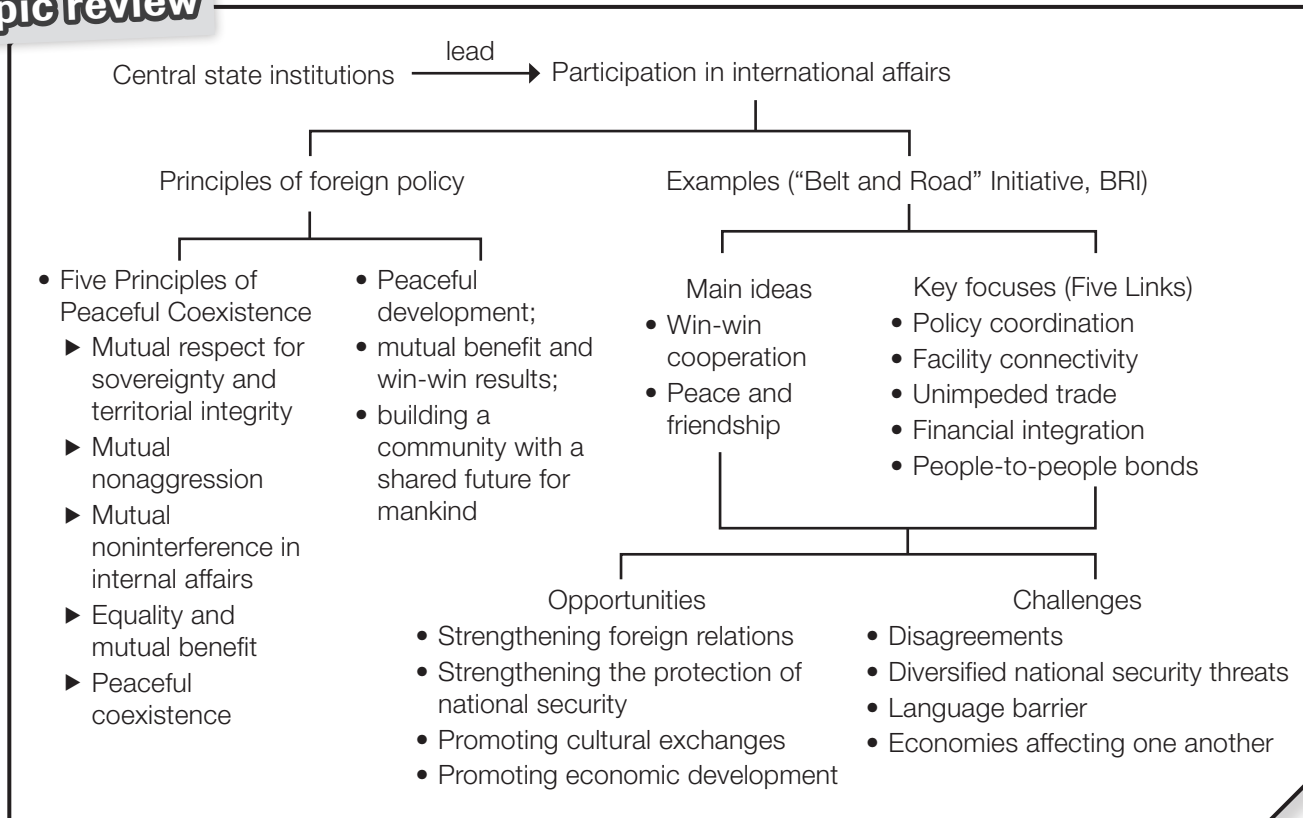 pic review
lead
Central state institutions
Participation in international affairs
Principles of foreign policy
Examples (“Belt and Road” Initiative, BRI)
• Five Principles of
Peaceful Coexistence
▶ Mutual respect for
sovereignty and
territorial integrity
▶ Mutual
nonaggression
▶ Mutual
noninterference in
internal affairs
▶ Equality and
mutual benefit
▶ Peaceful
coexistence
• Peaceful
development;
• mutual benefit and
win-win results;
• building a
community with a
shared future for
mankind
Main ideas
• Win-win
cooperation
• Peace and
friendship
Key focuses (Five Links)
• Policy coordination
• Facility connectivity
• Unimpeded trade
• Financial integration
• People-to-people bonds
Opportunities
• Strengthening foreign relations
• Strengthening the protection of
national security
• Promoting cultural exchanges
• Promoting economic development
Challenges
• Disagreements
• Diversified national security threats
• Language barrier
• Economies affecting one another